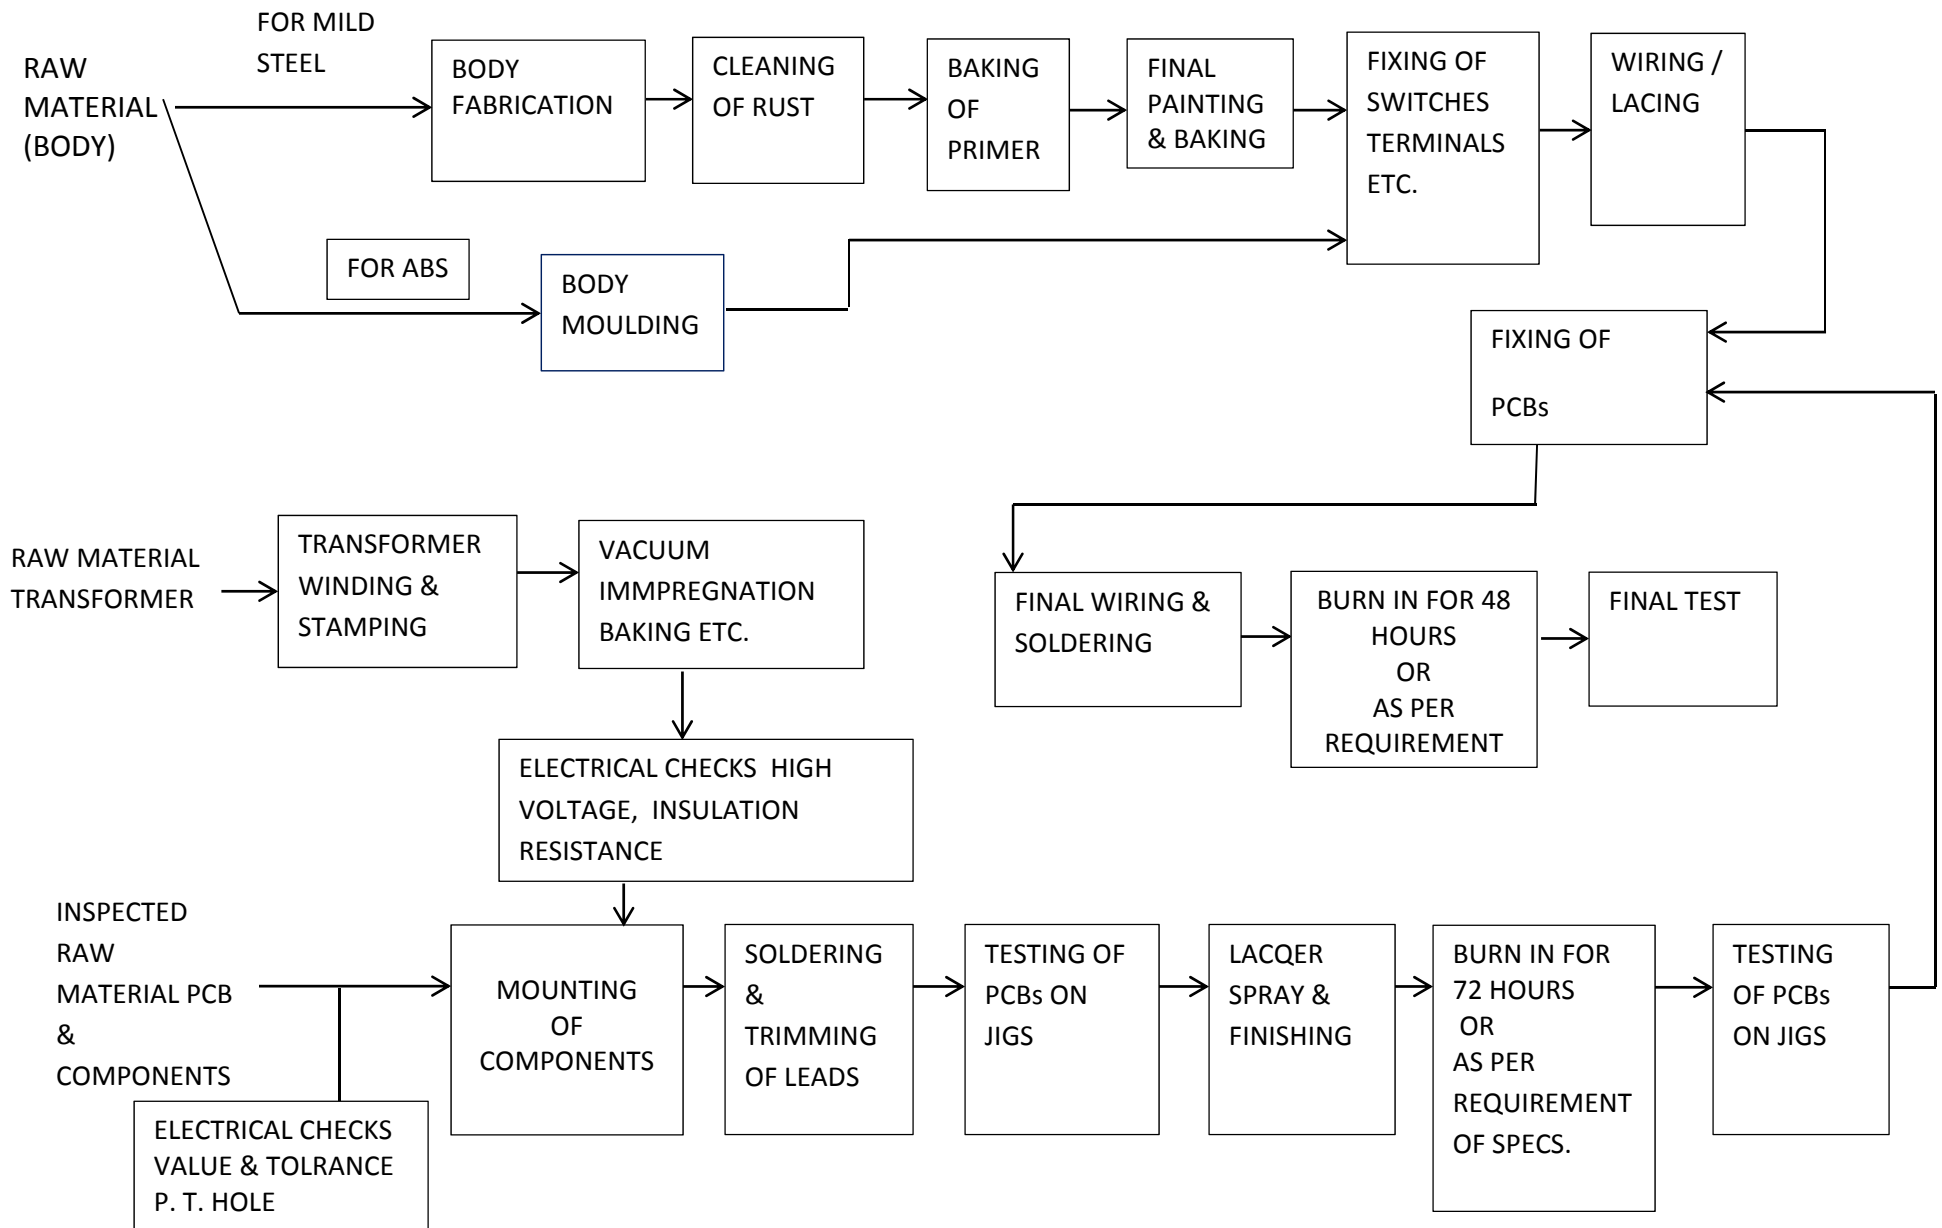 FOR MILD
STEEL
RAW
MATERIAL
(BODY)
BODY
FABRICATION
CLEANING
OF RUST
BAKING
OF
PRIMER
FINAL
PAINTING
& BAKING
FIXING OF
SWITCHES
TERMINALS
ETC.
WIRING /
LACING
FOR ABS
BODY
MOULDING
FIXING OF
PCBs
RAW MATERIAL
TRANSFORMER
TRANSFORMER
WINDING &
STAMPING
VACUUM
IMMPREGNATION
BAKING ETC.
FINAL WIRING &
SOLDERING
BURN IN FOR 48
HOURS
OR
AS PER
REQUIREMENT
FINAL TEST
ELECTRICAL CHECKS  HIGH
VOLTAGE,  INSULATION
RESISTANCE
INSPECTED
RAW
MATERIAL PCB
&
COMPONENTS
ELECTRICAL CHECKS
VALUE & TOLRANCE
P. T. HOLE
MOUNTING
OF
COMPONENTS
SOLDERING
&
TRIMMING
OF LEADS
TESTING OF
PCBs ON
JIGS
LACQER
SPRAY &
FINISHING
BURN IN FOR
72 HOURS
OR
AS PER
REQUIREMENT
OF SPECS.
TESTING
OF PCBs
ON JIGS